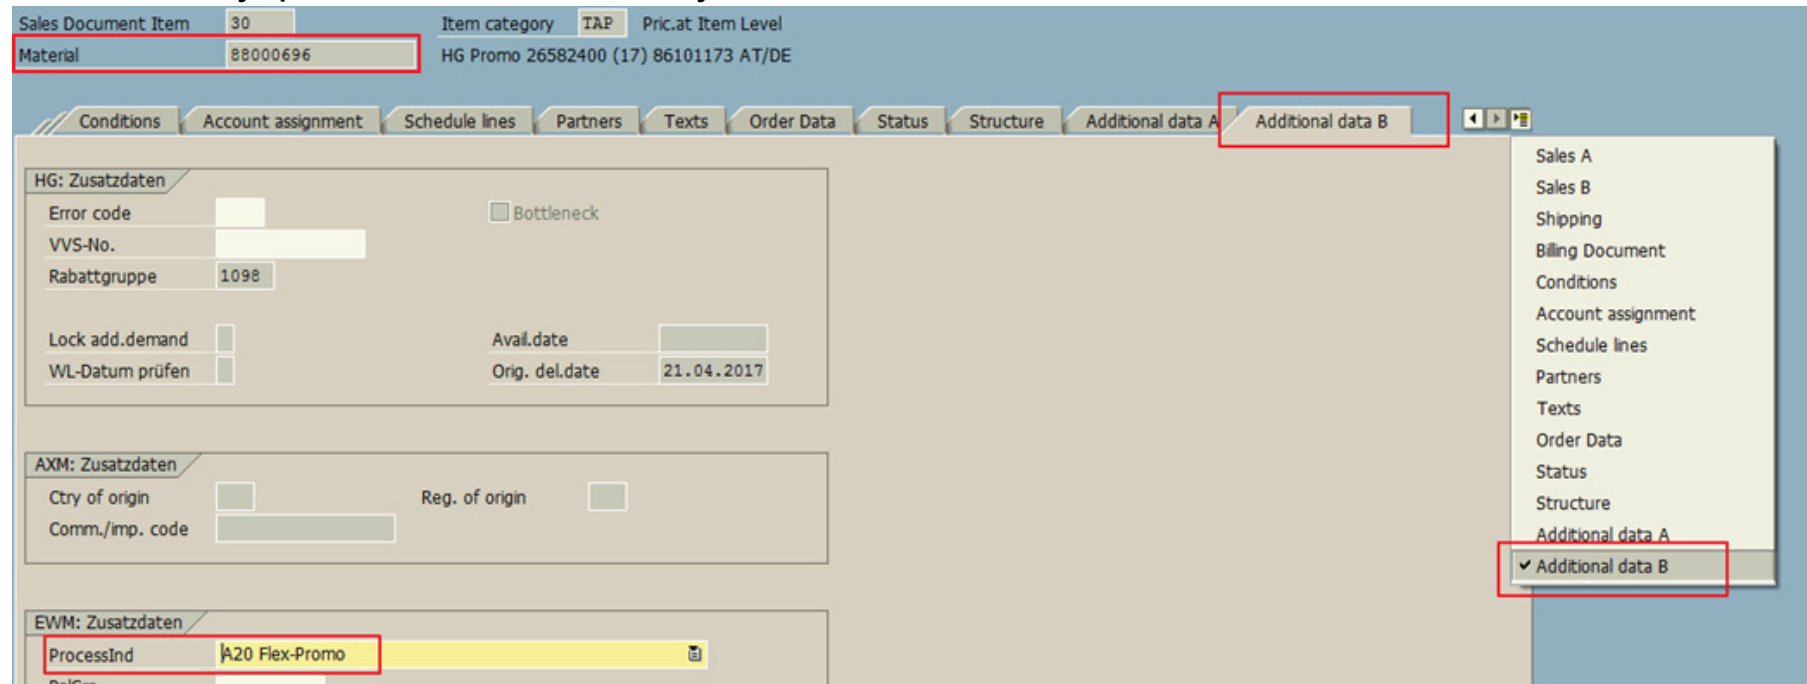 Sales Document Item 30 Item category TAP Pric.at Item Level
Material 88000696 HG Promo 26582400 (17) 86101173 AT/DE
Conditions Account assignment Schedule lines Partners Texts Order Data Status Structure Additional data A Additional data B
HG: Zusatzdaten
Error code Bottleneck
VVS-No.
Rabattgruppe 1098
Lock add.demand Avail.date
WL-Datum prüfen Orig. del.date 21.04.2017
AXM: Zusatzdaten
Ctry of origin Reg. of origin
Comm./imp. code
EWM: Zusatzdaten
ProcessInd A20 Flex-Promo
Sales A
Sales B
Shipping
Billing Document
Conditions
Account assignment
Schedule lines
Partners
Texts
Order Data
Status
Structure
Additional data A
Additional data B